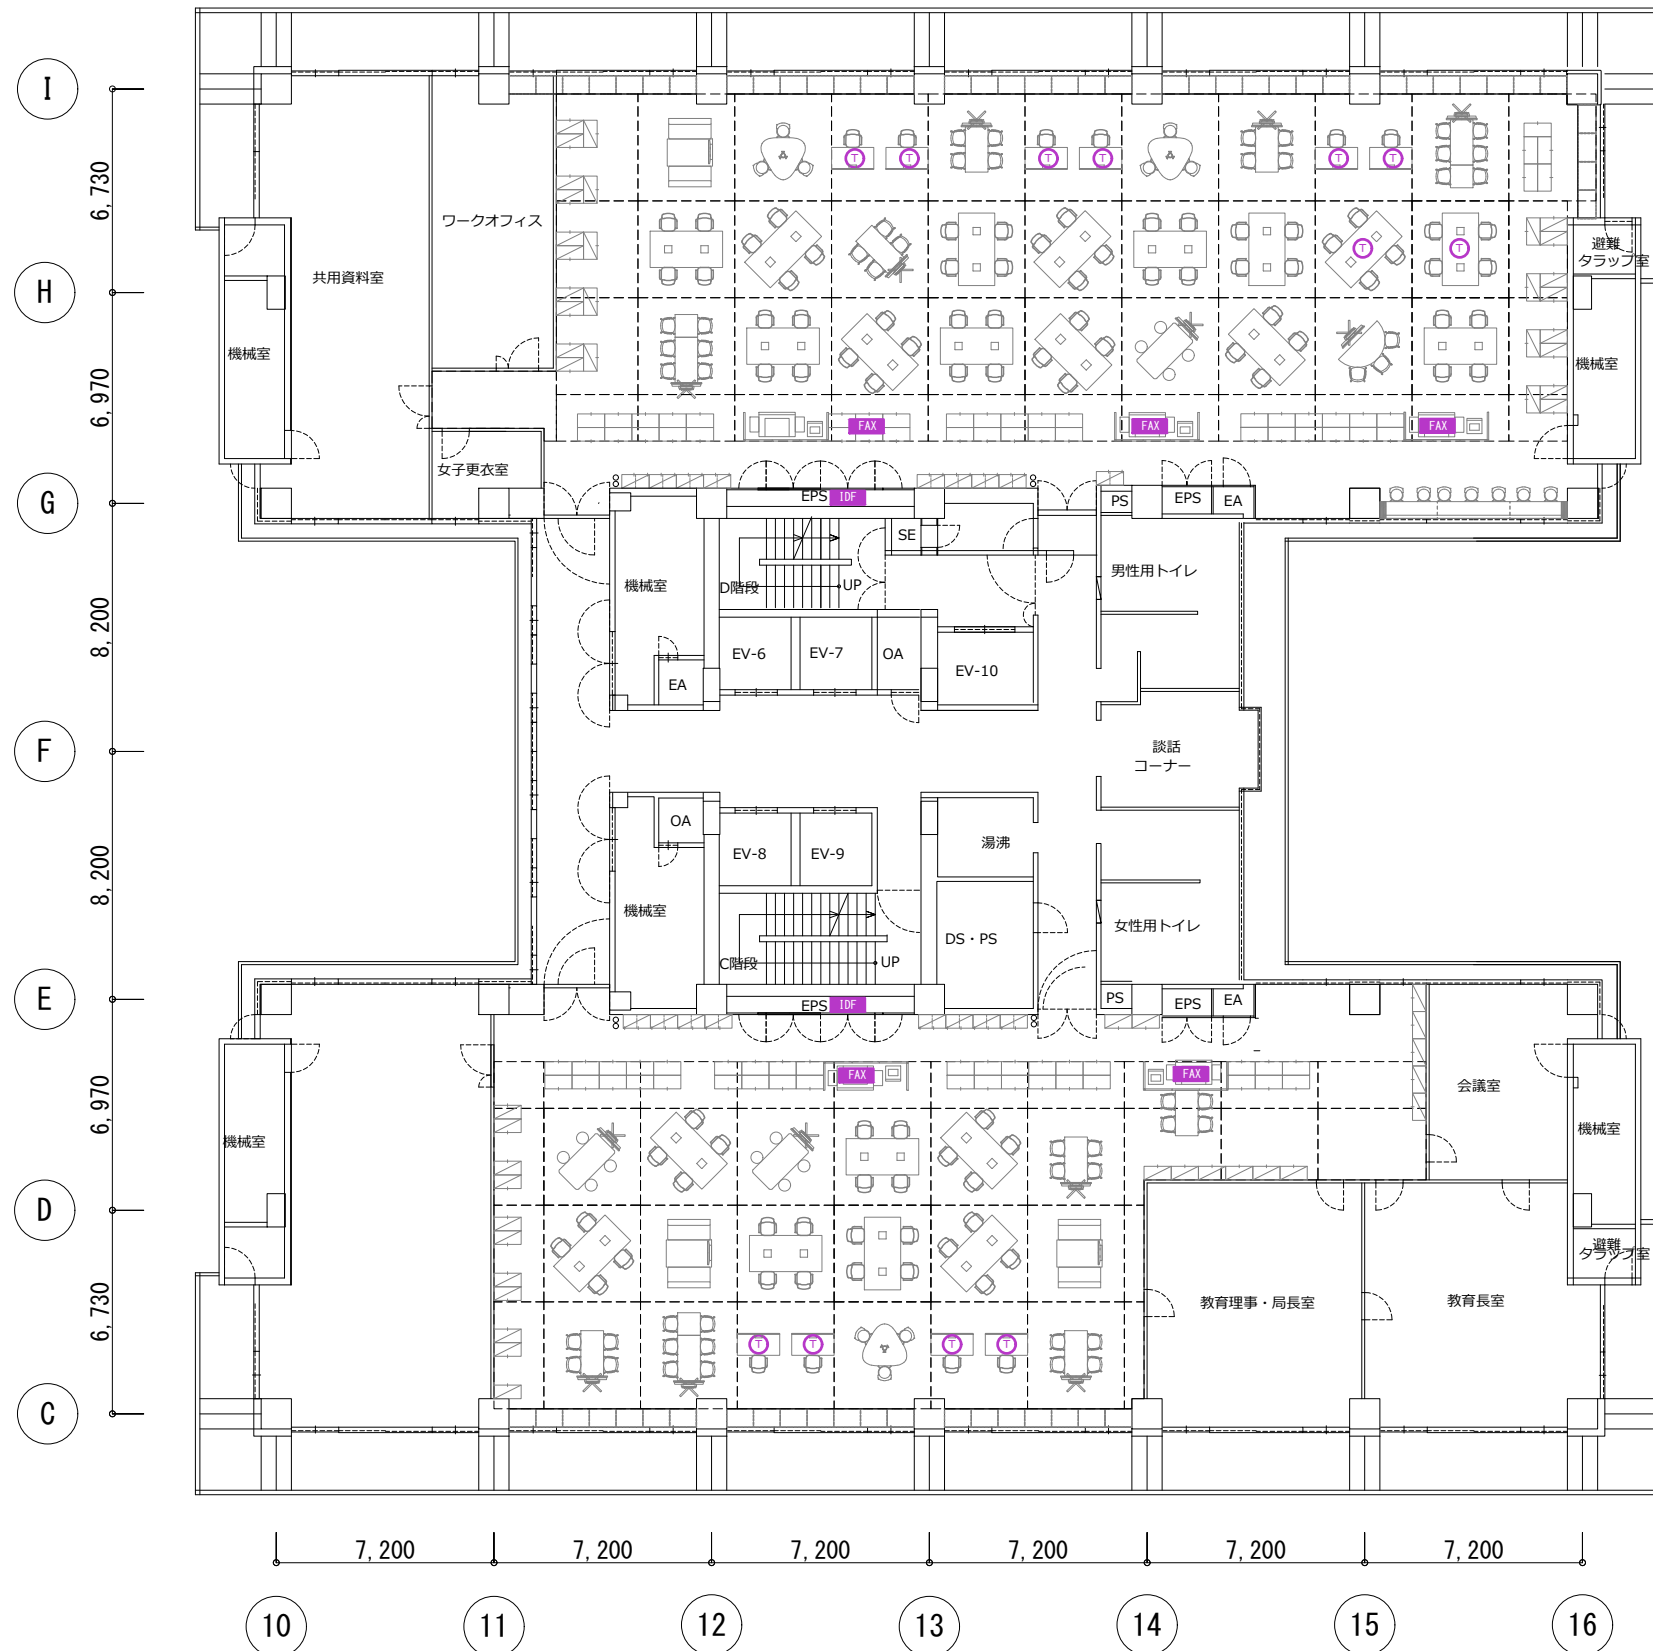 I
6,730
T T T T T T
ワークオフィス
避難
タラップ室
T T
共用資料室
H
機械室
機械室
6,970
FAX FAX FAX
女子更衣室
G
EPS IDF PS EPS EA
SE
機械室 D階段 UP 男性用トイレ
8,200
EV-6 EV-7 OA EV-10
EA
F
談話
コーナー
OA
湯沸
EV-8 EV-9
8,200
機械室 女性用トイレ
DS・PS
C階段 UP
E
EPS IDF PS EPS EA
FAX FAX
会議室
6,970
機械室
機械室
D
避難
タラップ室
教育理事・局長室 教育長室
6,730
T T T T
C
7,200 7,200 7,200 7,200 7,200 7,200
10 11 12 13 14 15 16